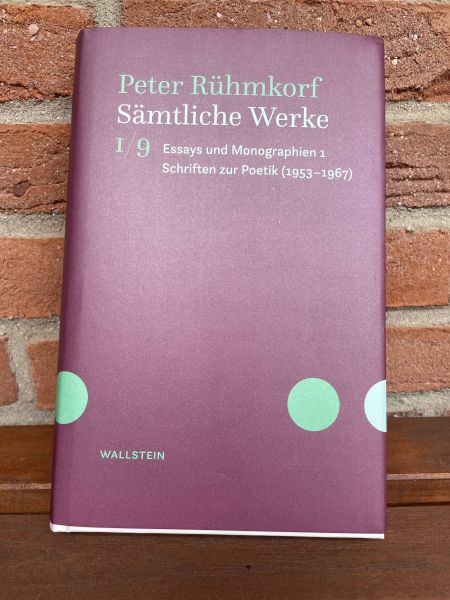 Peter Rühmkorf
Sämtliche Werke
I/9 Essays und Monographien 1
Schriften zur Poetik (1953–1967)
WALLSTEIN